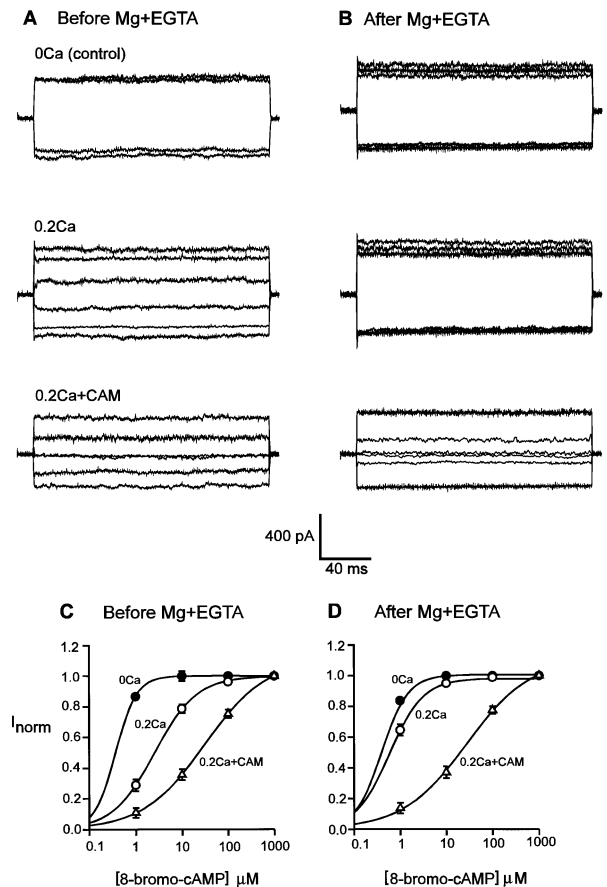 A Before Mg+EGTA
B After Mg+EGTA
0Ca (control)
0.2Ca
0.2Ca+CAM
400 pA
40 ms
C Before Mg+EGTA
D After Mg+EGTA
1.2
1.0
0.8
0.6
0.4
0.2
0.0
Inorm
0Ca
0.2Ca
0.2Ca+CAM
0.1 1 10 100 1000
[8-bromo-cAMP] μM
1.2
1.0
0.8
0.6
0.4
0.2
0.0
0Ca
0.2Ca
0.2Ca+CAM
0.1 1 10 100 1000
[8-bromo-cAMP] μM